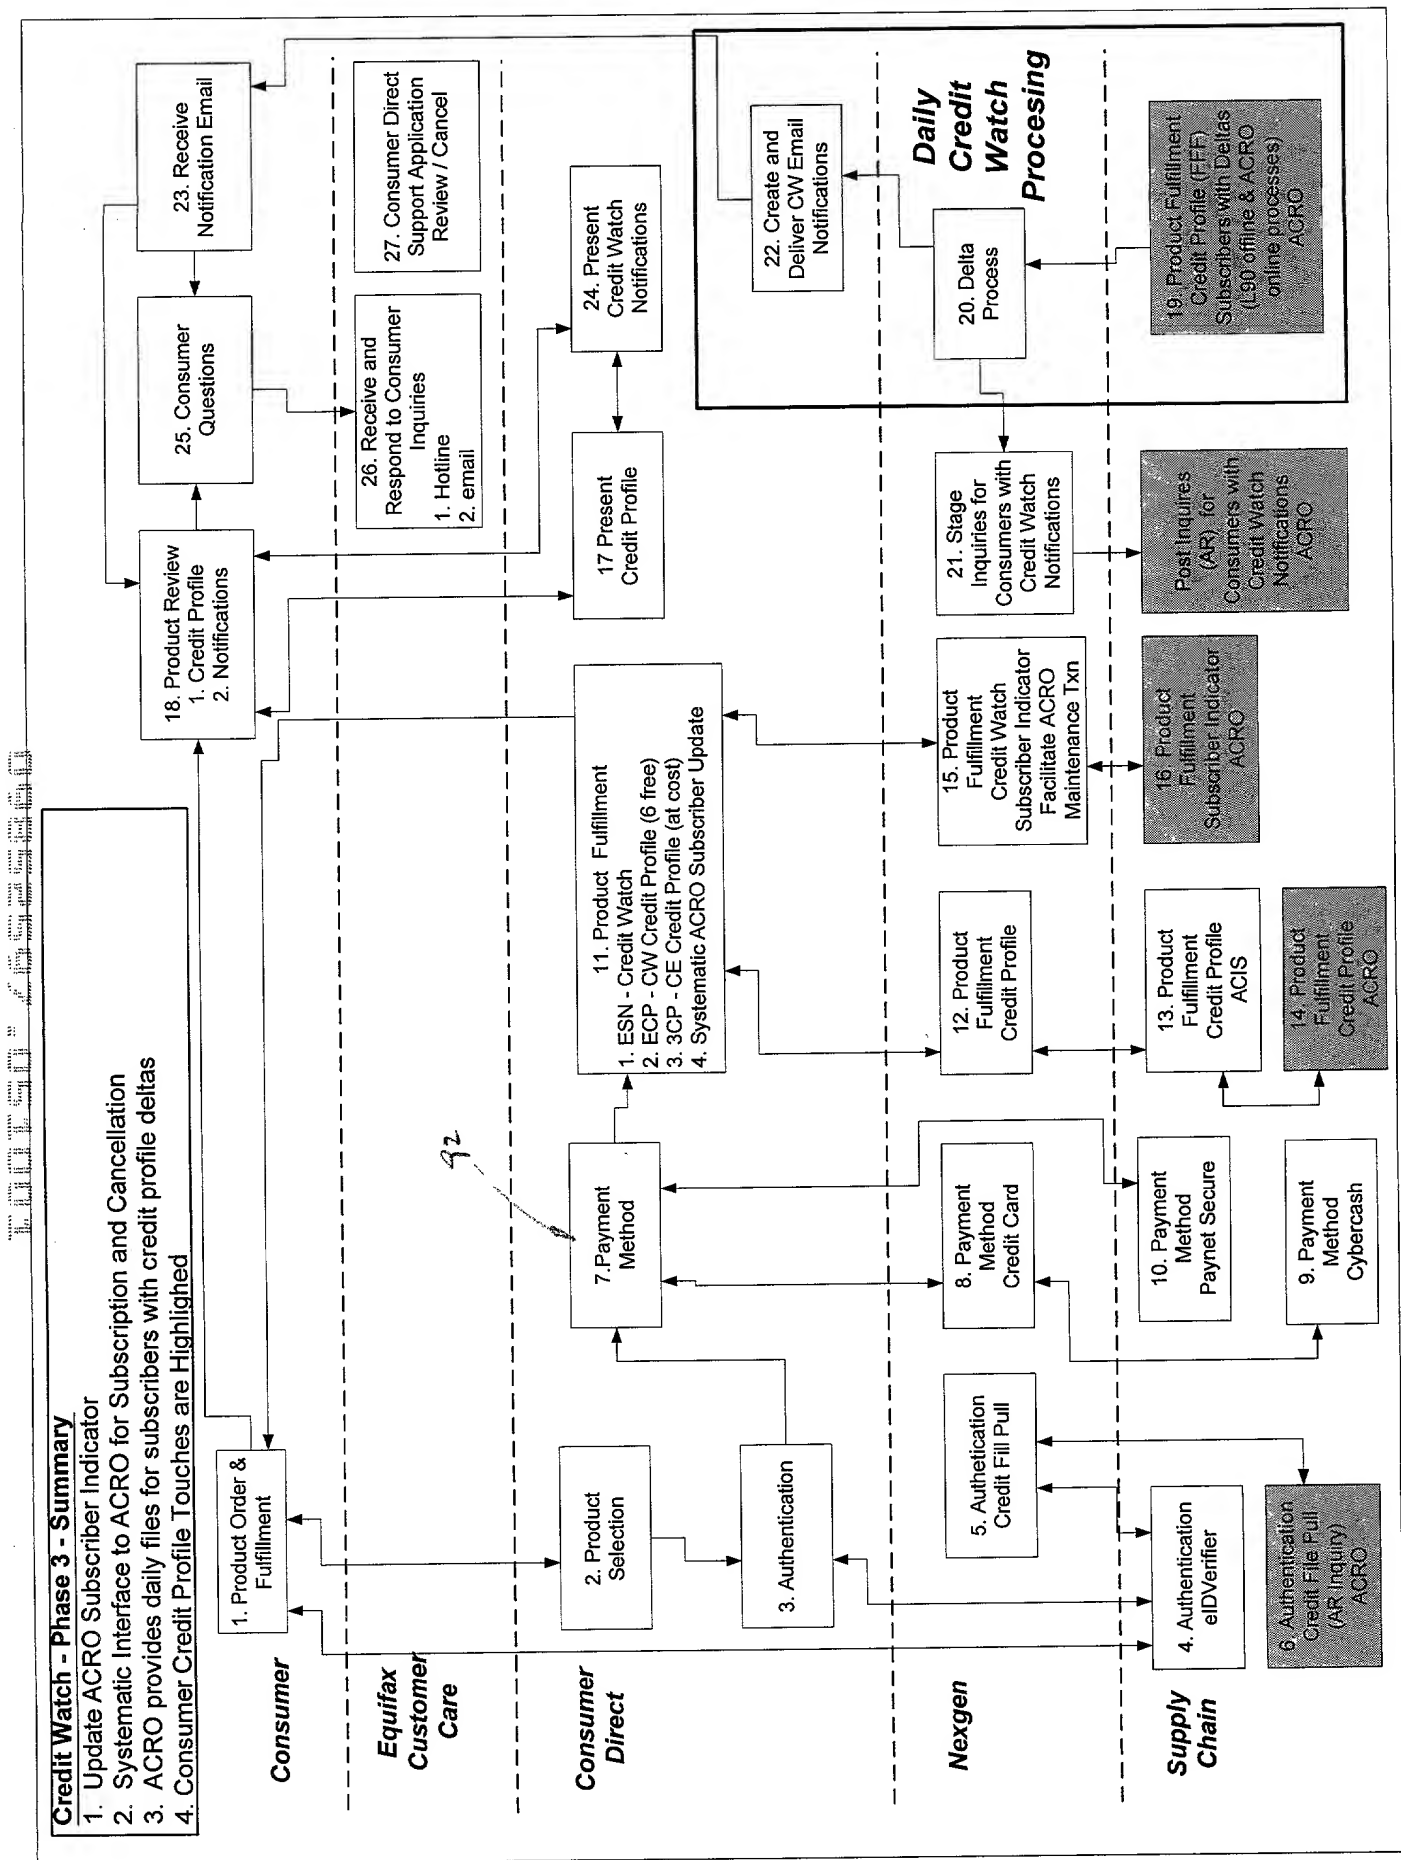 Credit Watch - Phase 3 - Summary
1. Update ACRO Subscriber Indicator
2. Systematic Interface to ACRO for Subscription and Cancellation
3. ACRO provides daily files for subscribers with credit profile deltas
4. Consumer Credit Profile Touches are Highlighed
Consumer
1. Product Order &
Fulfillment
18. Product Review
1. Credit Profile
2. Notifications
25. Consumer
Questions
23. Receive
Notification Email
Equifax
Customer
Care
26. Receive and
Respond to Consumer
Inquiries
1. Hotline
2. email
27. Consumer Direct
Support Application
Review / Cancel
Consumer
Direct
2. Product
Selection
3. Authentication
92
7.Payment
Method
11. Product Fulfillment
1. ESN - Credit Watch
2. ECP - CW Credit Profile (6 free)
3. 3CP - CE Credit Profile (at cost)
4. Systematic ACRO Subscriber Update
17 Present
Credit Profile
24. Present
Credit Watch
Notifications
22. Create and
Deliver CW Email
Notifications
Nexgen
5. Authetication
Credit Fill Pull
8. Payment
Method
Credit Card
12. Product
Fulfillment
Credit Profile
15. Product
Fulfillment
Credit Watch
Subscriber Indicator
Facilitate ACRO
Maintenance Txn
21. Stage
Inquiries for
Consumers with
Credit Watch
Notifications
20. Delta
Process
Daily
Credit
Watch
Procesing
Supply
Chain
4. Authentication
eIDVerifier
6. Authentication
Credit File Pull
(AR Inquiry)
ACRO
10. Payment
Method
Paynet Secure
9. Payment
Method
Cybercash
13. Product
Fulfillment
Credit Profile
ACIS
14. Product
Fulfillment
Credit Profile
ACRO
16. Product
Fulfillment
Subscriber Indicator
ACRO
Post Inquires
(AR) for
Consumers with
Credit Watch
Notifications
ACRO
19. Product Fulfillment
Credit Profile (FFF)
Subscribers with Deltas
(L90 offline & ACRO
online processes)
ACRO